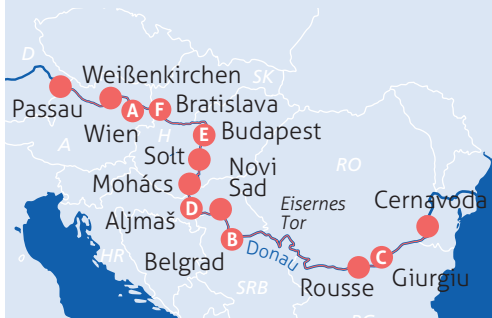 D
SK
Weißenkirchen
Passau
A
F
Bratislava
Wien
A
H
E
Budapest
Solt
Novi
Sad
RO
Mohács
D
Aljmaš
Eisernes
Tor
Cernavoda
B
Donau
C
Belgrad
HR
SRB
Rousse
Giurgiu
BG